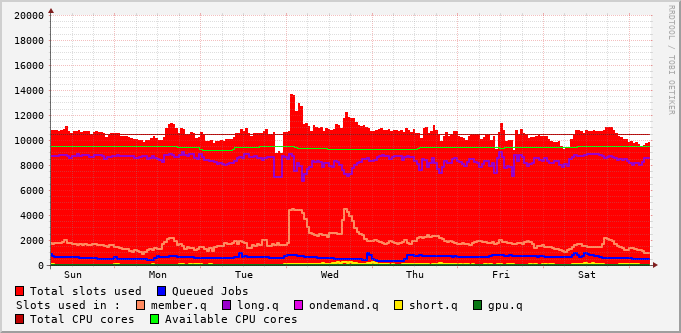 RRDTOOL / TOBI OETIKER
20000
18000
16000
14000
12000
10000
8000
6000
4000
2000
0
Sun Mon Tue Wed Thu Fri Sat
Total slots used Queued Jobs
Slots used in : member.q long.q ondemand.q short.q gpu.q
Total CPU cores Available CPU cores